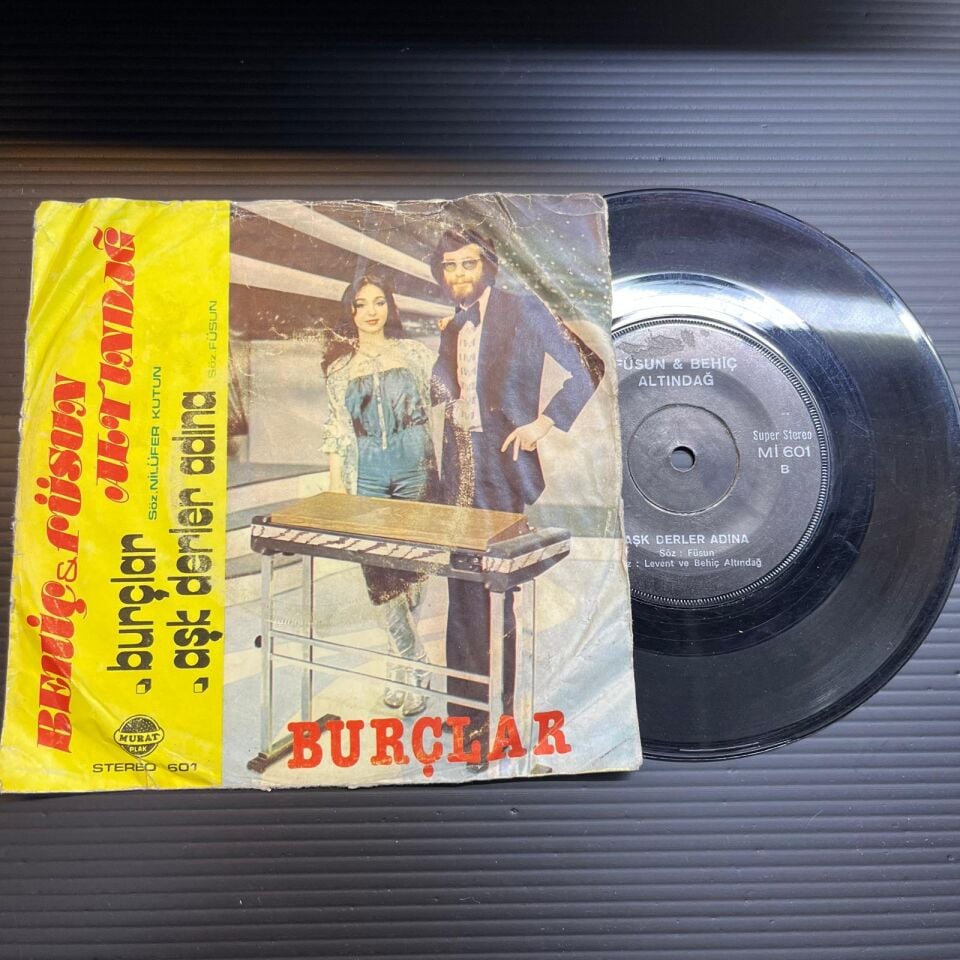 BEHİÇ & FÜSUN
ALTINDAĞ
. burçlar
Söz.NİLÜFER KUTUN
. aşk derler adına
Söz.FÜSUN
MURAT
PLAK
STEREO 601
BURÇLAR
FÜSUN & BEHİÇ
ALTINDAĞ
Super Stereo
Mİ 601
B
AŞK DERLER ADINA
Söz : Füsun
: Levent ve Behiç Altındağ